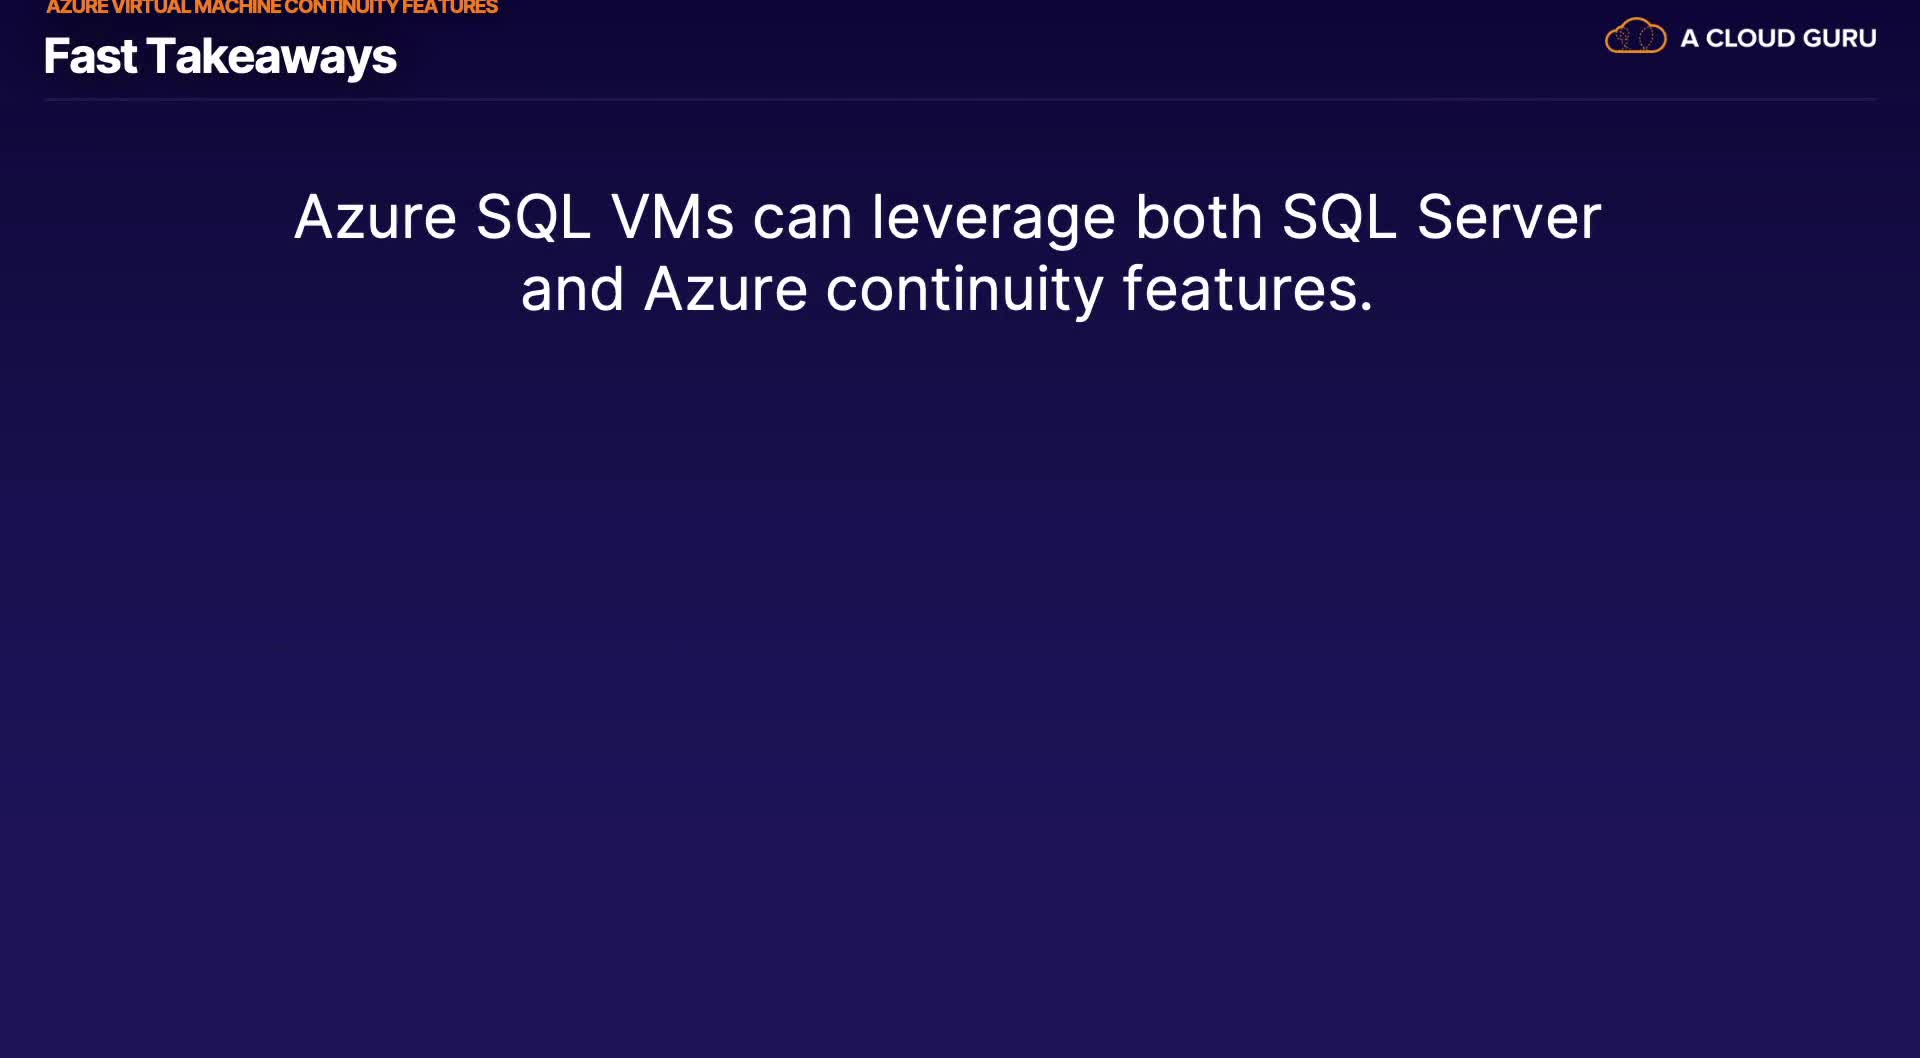 AZURE VIRTUAL MACHINE CONTINUITY FEATURES
Fast Takeaways
A CLOUD GURU
Azure SQL VMs can leverage both SQL Server
and Azure continuity features.